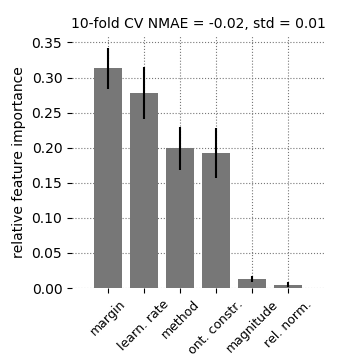 10-fold CV NMAE = -0.02, std = 0.01
relative feature importance
0.35
0.30
0.25
0.20
0.15
0.10
0.05
0.00
margin
learn. rate
method
ont. constr.
magnitude
rel. norm.